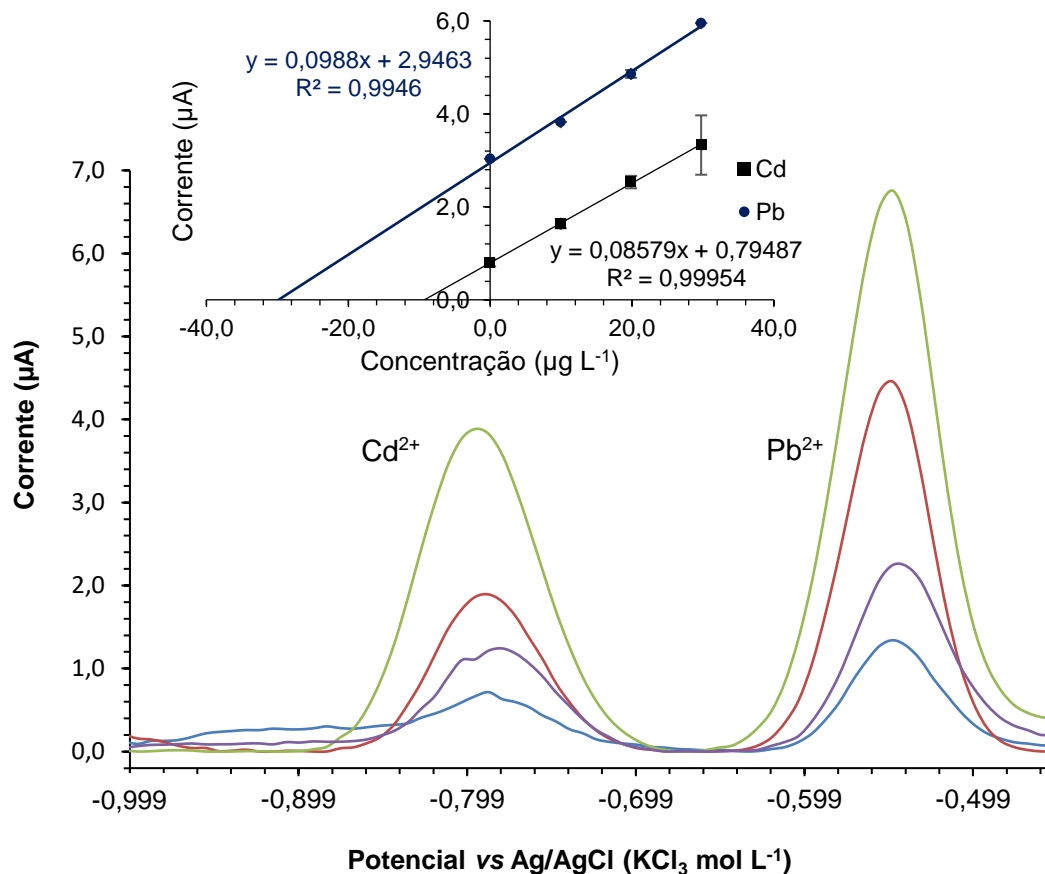 6,0
y = 0,0988x + 2,9463
R² = 0,9946
4,0
Corrente (µA)
2,0
Cd
Pb
y = 0,08579x + 0,79487
R² = 0,99954
0,0
-40,0 -20,0 0,0 20,0 40,0
Concentração (µg L⁻¹)
7,0
6,0
5,0
4,0
3,0
2,0
1,0
0,0
Corrente (µA)
Cd²⁺
Pb²⁺
-0,999 -0,899 -0,799 -0,699 -0,599 -0,499
Potencial vs Ag/AgCl (KCl₃ mol L⁻¹)